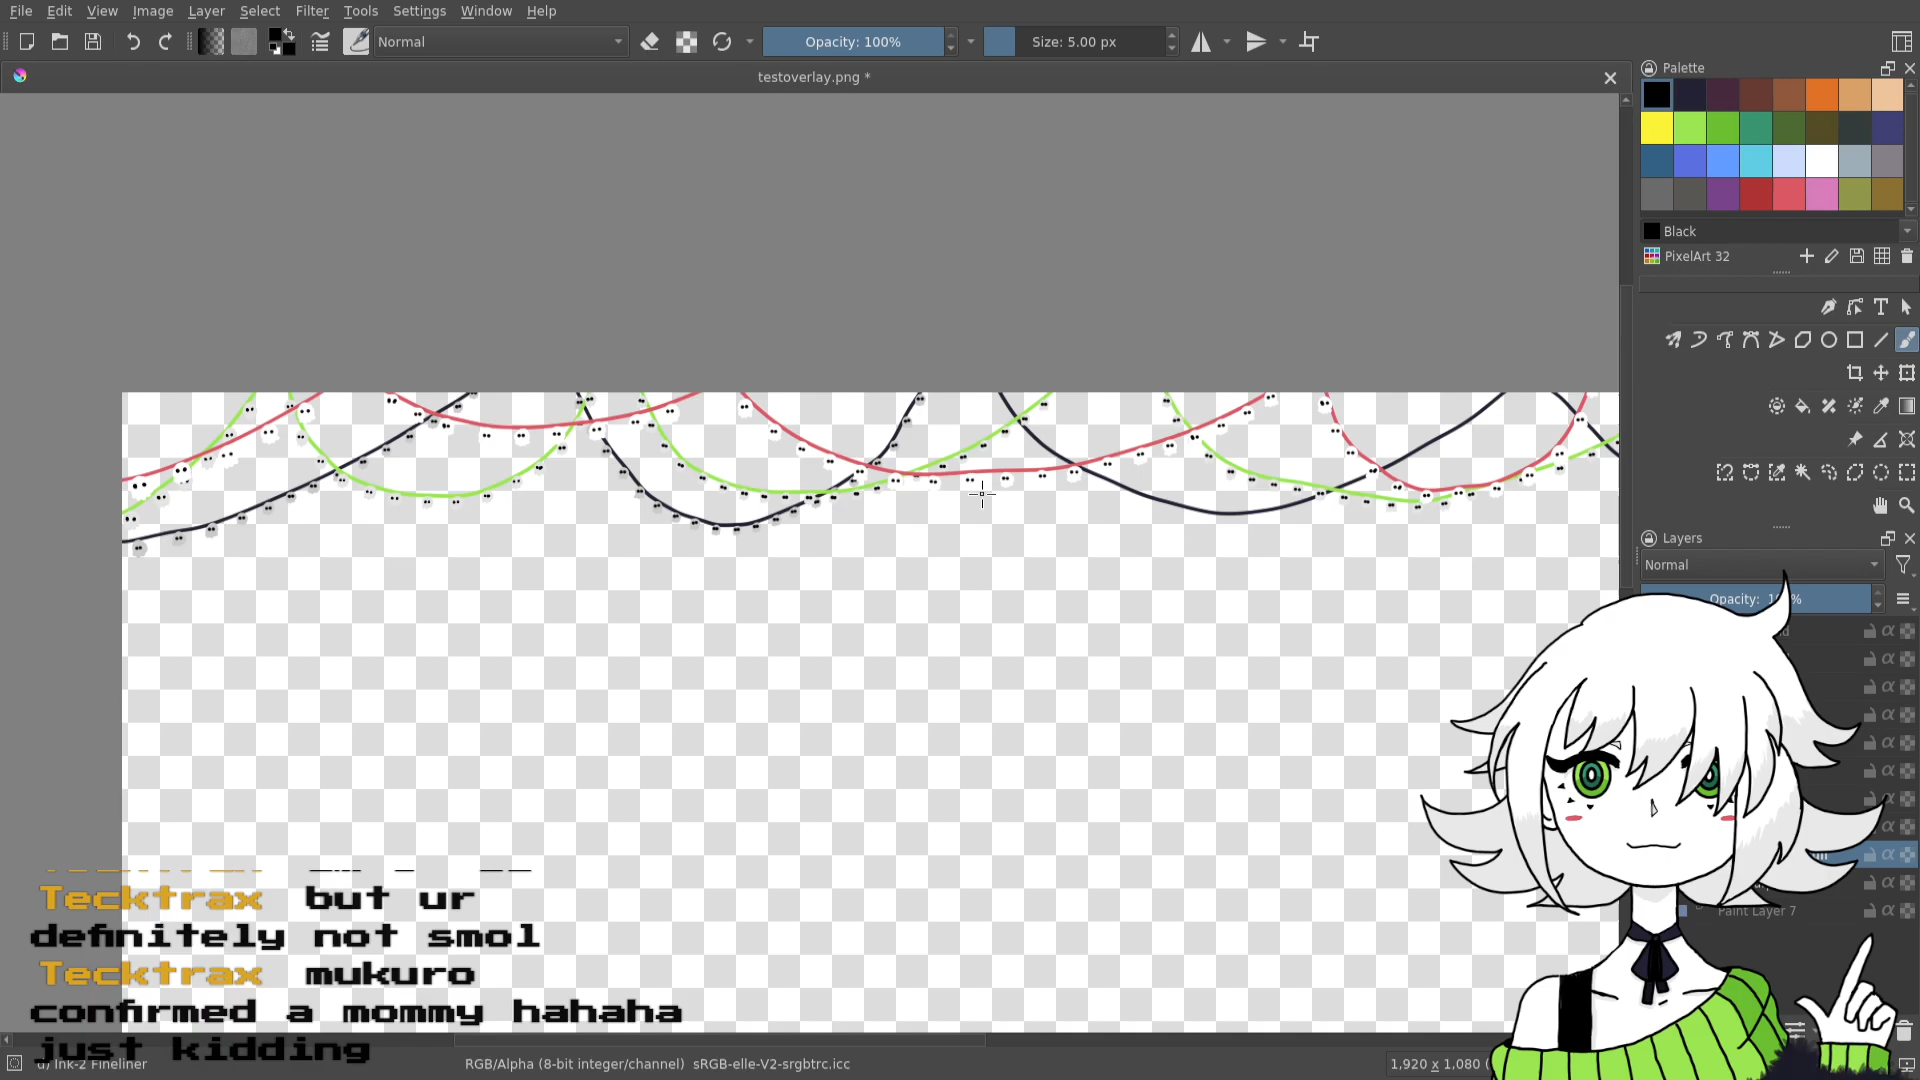 File Edit View Image Layer Select Filter Tools Settings Window Help
Normal Opacity: 100% Size: 5.00 px
testoverlay.png *
Palette
Black
PixelArt 32
Layers
Normal
Opacity:
Paint Layer 7
Tecktrax but ur
definitely not smol
Tecktrax mukuro
confirmed a mommy hahaha
just kidding
Ink-2 Fineliner RGB/Alpha (8-bit integer/channel) sRGB-elle-V2-srgbtrc.icc 1,920 x 1,080 (